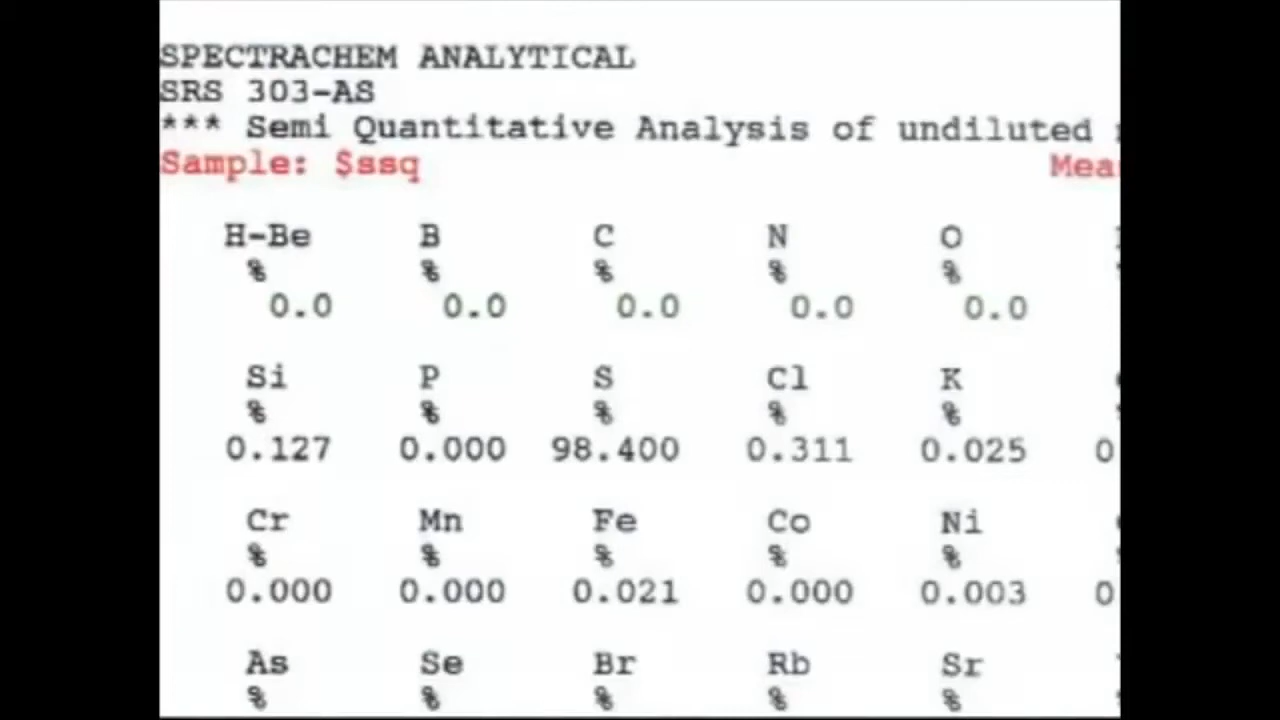 SPECTRACHEM ANALYTICAL
SRS 303-AS
*** Semi Quantitative Analysis of undiluted
Sample: $ssq
H-Be B C N O
% % % % %
0.0 0.0 0.0 0.0 0.0
Si P S Cl K
% % % % %
0.127 0.000 98.400 0.311 0.025 0
Cr Mn Fe Co Ni
% % % % %
0.000 0.000 0.021 0.000 0.003 0
As Se Br Rb Sr
% % % % %